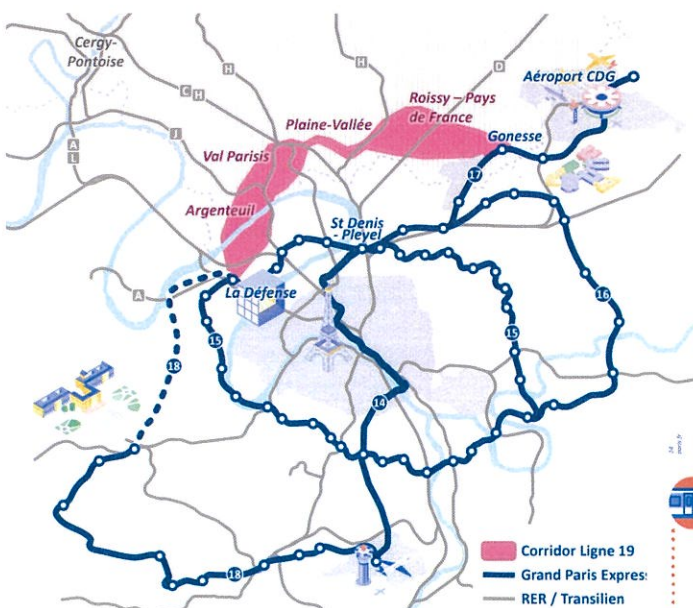 Cergy-
Pontoise
C
H
H
H
D
Aéroport CDG
Roissy – Pays
de France
Plaine-Vallée
Gonesse
A
L
J
Val Parisis
17
Argenteuil
St Denis
- Pleyel
A
La Défense
16
15
15
18
14
18
Corridor Ligne 19
Grand Paris Expres
RER / Transilien